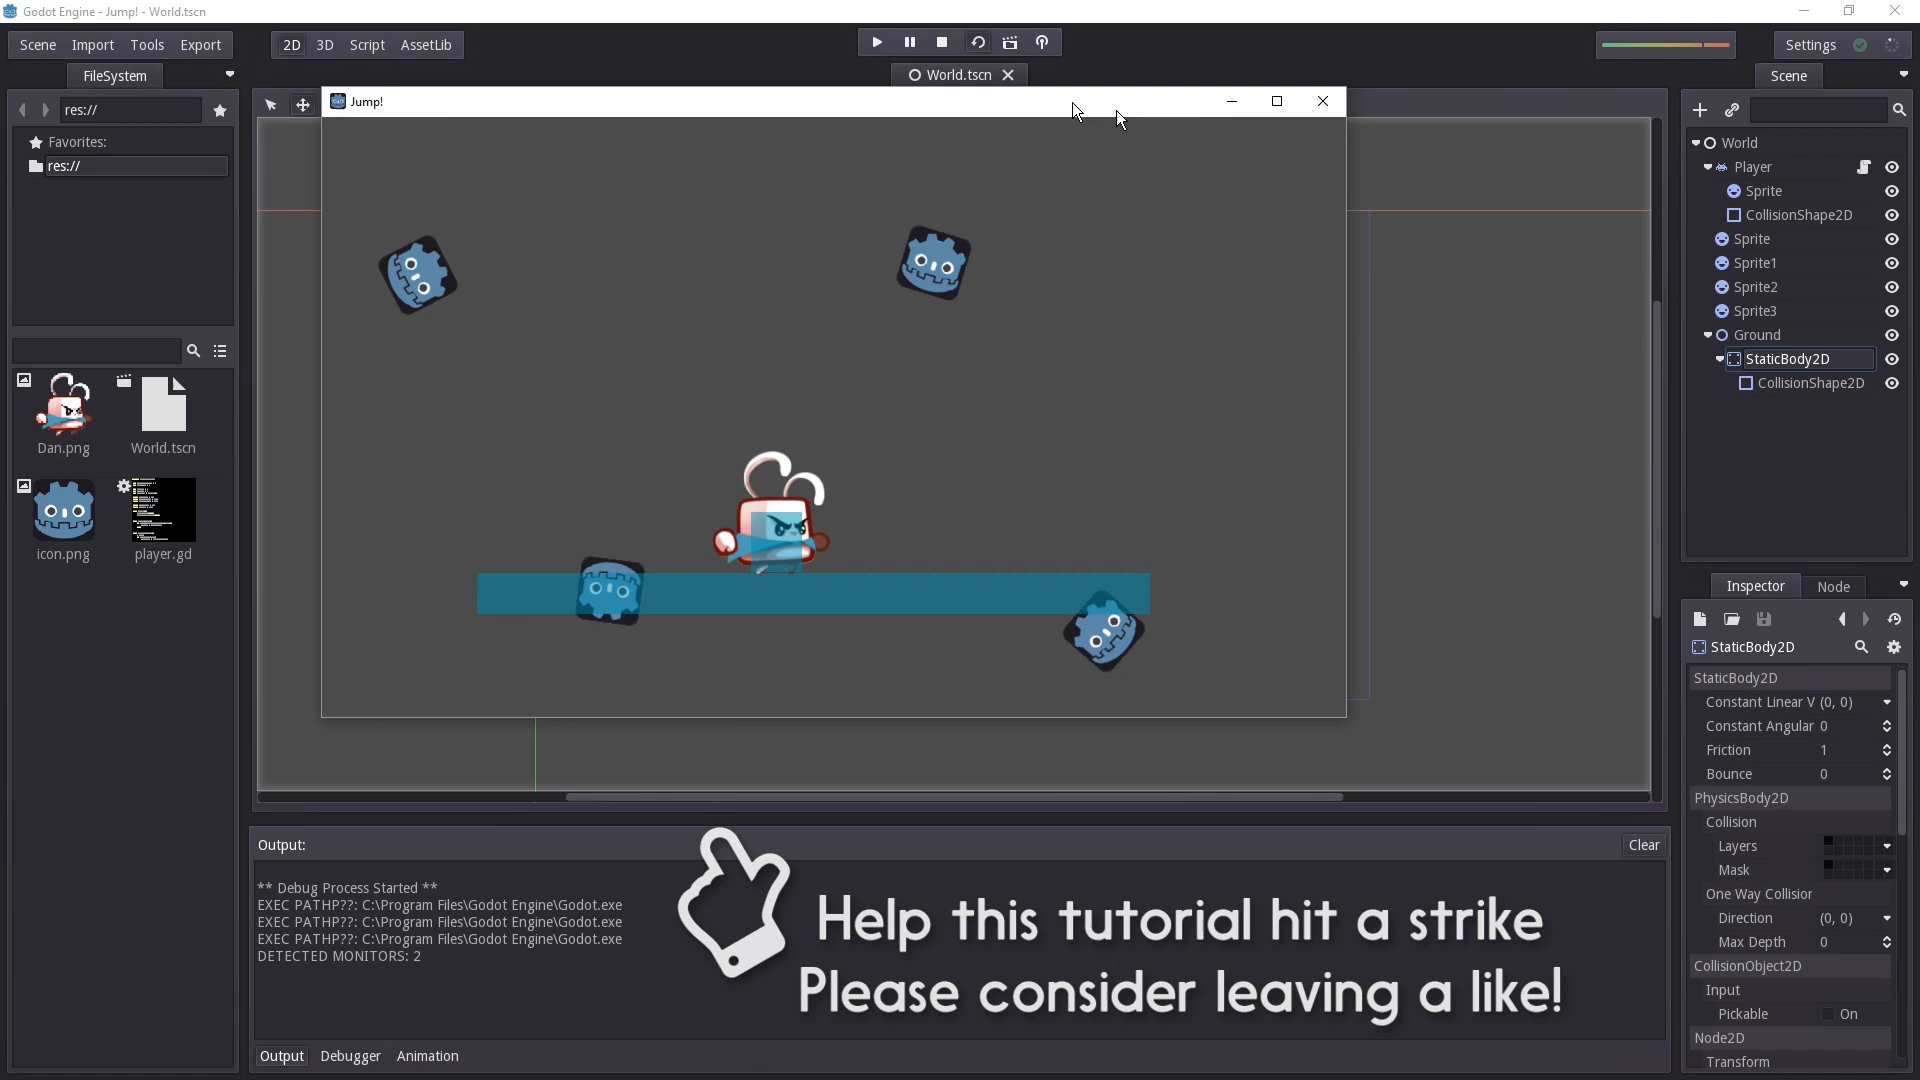 Godot Engine - Jump! - World.tscn
Scene Import Tools Export
2D 3D Script AssetLib
Settings
FileSystem
World.tscn
Scene
res://
Jump!
Favorites:
res://
World
Player
Sprite
CollisionShape2D
Sprite
Sprite1
Sprite2
Sprite3
Ground
StaticBody2D
CollisionShape2D
Dan.png
World.tscn
icon.png
player.gd
Inspector Node
StaticBody2D
StaticBody2D
Constant Linear V (0, 0)
Constant Angular 0
Friction 1
Bounce 0
PhysicsBody2D
Collision
Layers
Mask
One Way Collision
Direction (0, 0)
Max Depth 0
CollisionObject2D
Input
Pickable On
Node2D
Transform
Output:
Clear
** Debug Process Started **
EXEC PATHP??: C:\Program Files\Godot Engine\Godot.exe
EXEC PATHP??: C:\Program Files\Godot Engine\Godot.exe
EXEC PATHP??: C:\Program Files\Godot Engine\Godot.exe
DETECTED MONITORS: 2
Help this tutorial hit a strike
Please consider leaving a like!
Output Debugger Animation